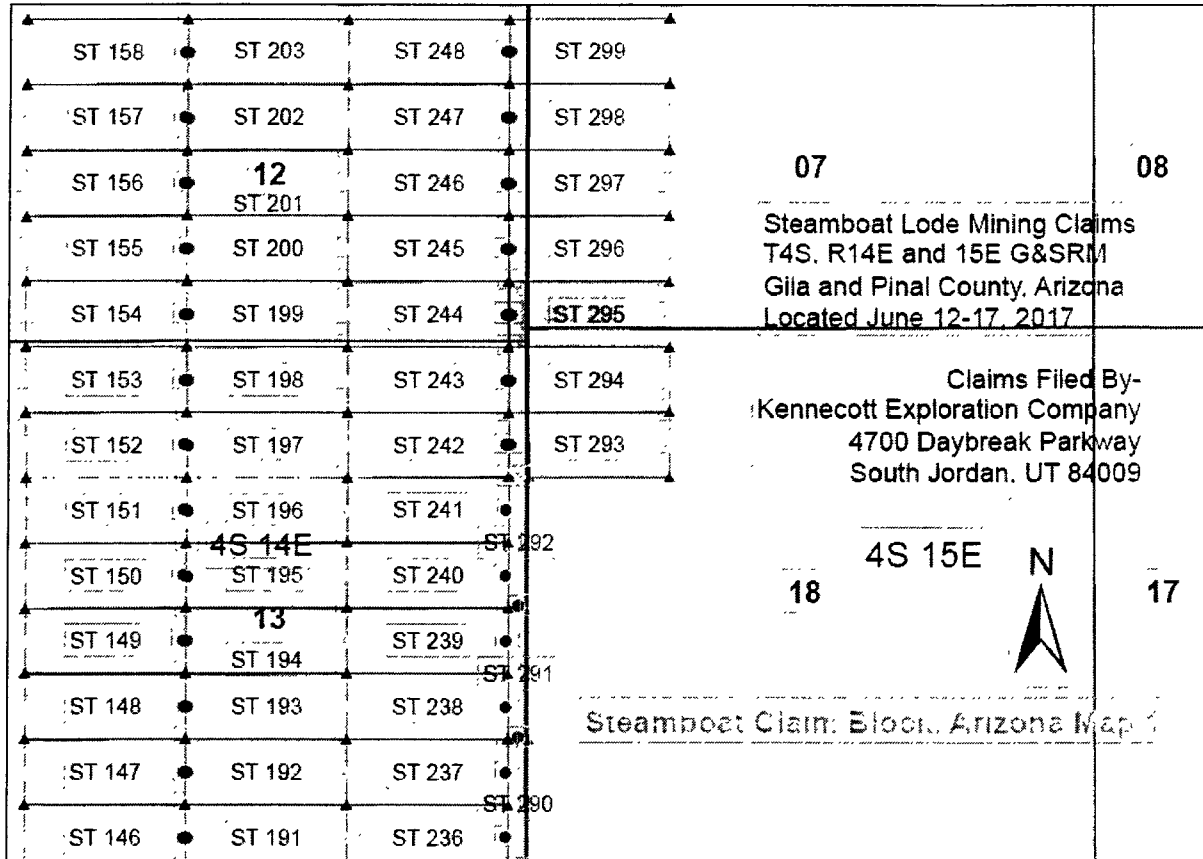 ST 158 ST 203 ST 248 ST 299
ST 157 ST 202 ST 247 ST 298
12 07 08
ST 156 ST 246 ST 297
ST 201
Steamboat Lode Mining Claims
ST 155 ST 200 ST 245 ST 296
T4S, R14E and 15E G&SRM
Gila and Pinal County, Arizona
ST 154 ST 199 ST 244 ST 295
Located June 12-17, 2017
ST 153 ST 198 ST 243 ST 294
Claims Filed By-
Kennecott Exploration Company
ST 152 ST 197 ST 242 ST 293
4700 Daybreak Parkway
South Jordan, UT 84009
ST 151 ST 196 ST 241
4S 14E ST 292 4S 15E N
ST 150 ST 195 ST 240
18 17
13
ST 149 ST 239
ST 194 ST 291
ST 148 ST 193 ST 238
Steamboat Claim Block, Arizona Map 1
ST 147 ST 192 ST 237
ST 290
ST 146 ST 191 ST 236